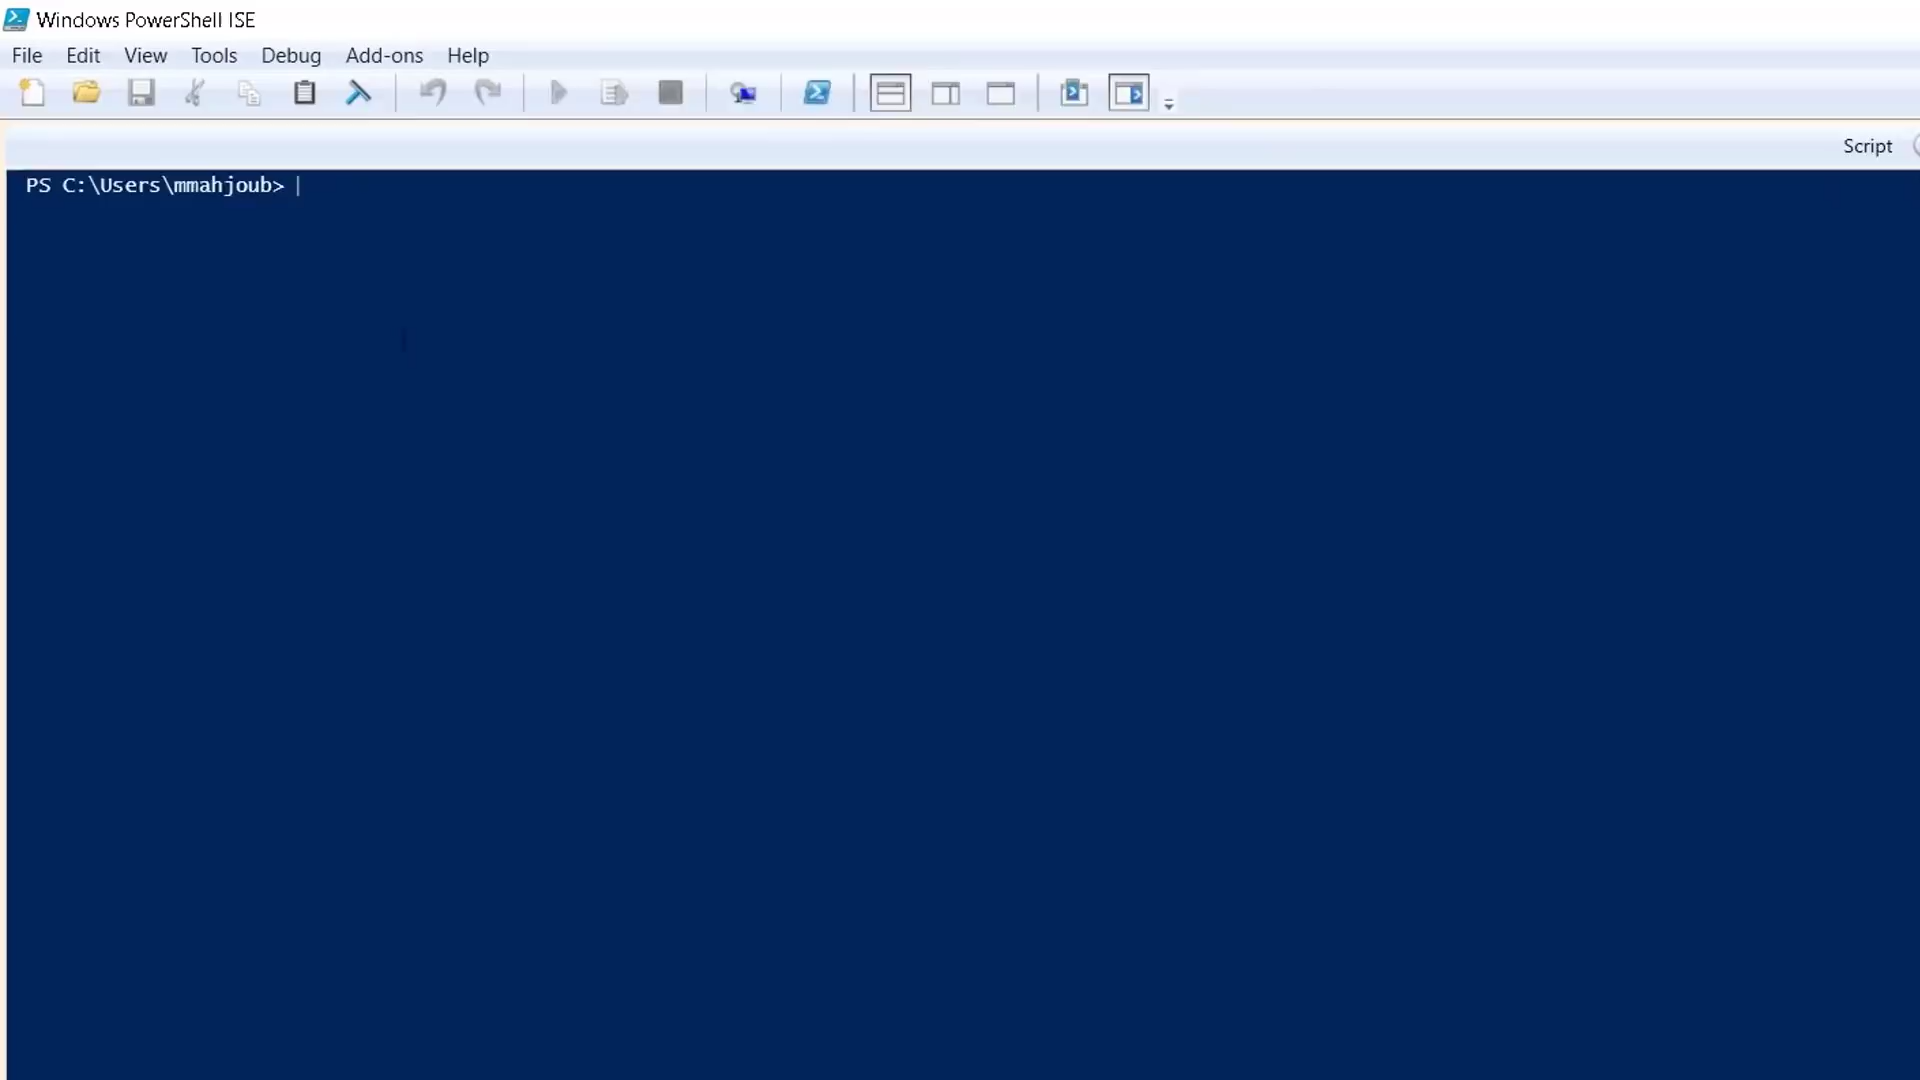 Windows PowerShell ISE
File Edit View Tools Debug Add-ons Help
Script
PS C:\Users\mmahjoub>